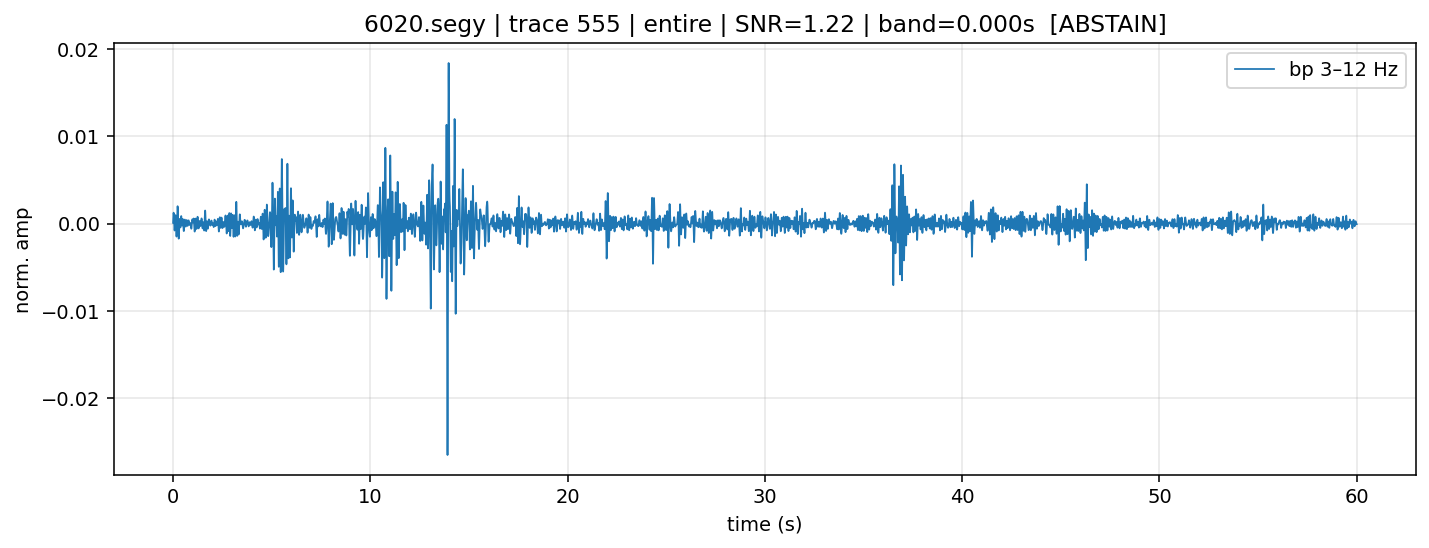 6020.segy | trace 555 | entire | SNR=1.22 | band=0.000s  [ABSTAIN]
bp 3–12 Hz
norm. amp
0.02
0.01
0.00
−0.01
−0.02
0 10 20 30 40 50 60
time (s)